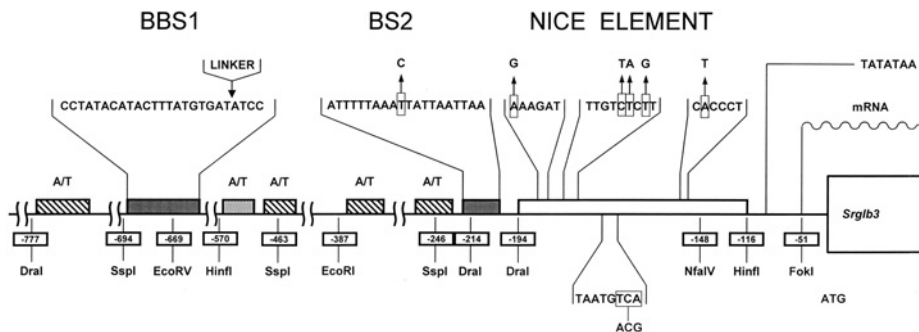 BBS1 BS2 NICE ELEMENT
LINKER C G TA G T TATATAA
CCTATACATACTTTATGTGATATCC ATTTTTAAATTATTAATTAA AAAGAT TTGTCTCTT CACCCT mRNA
A/T A/T A/T A/T A/T Srglb3
-777 -694 -669 -570 -463 -387 -246 -214 -194 -148 -116 -51
DraI SspI EcoRV HinfI SspI EcoRI SspI DraI DraI NfaIV HinfI FokI
TAATGTCA ATG
ACG